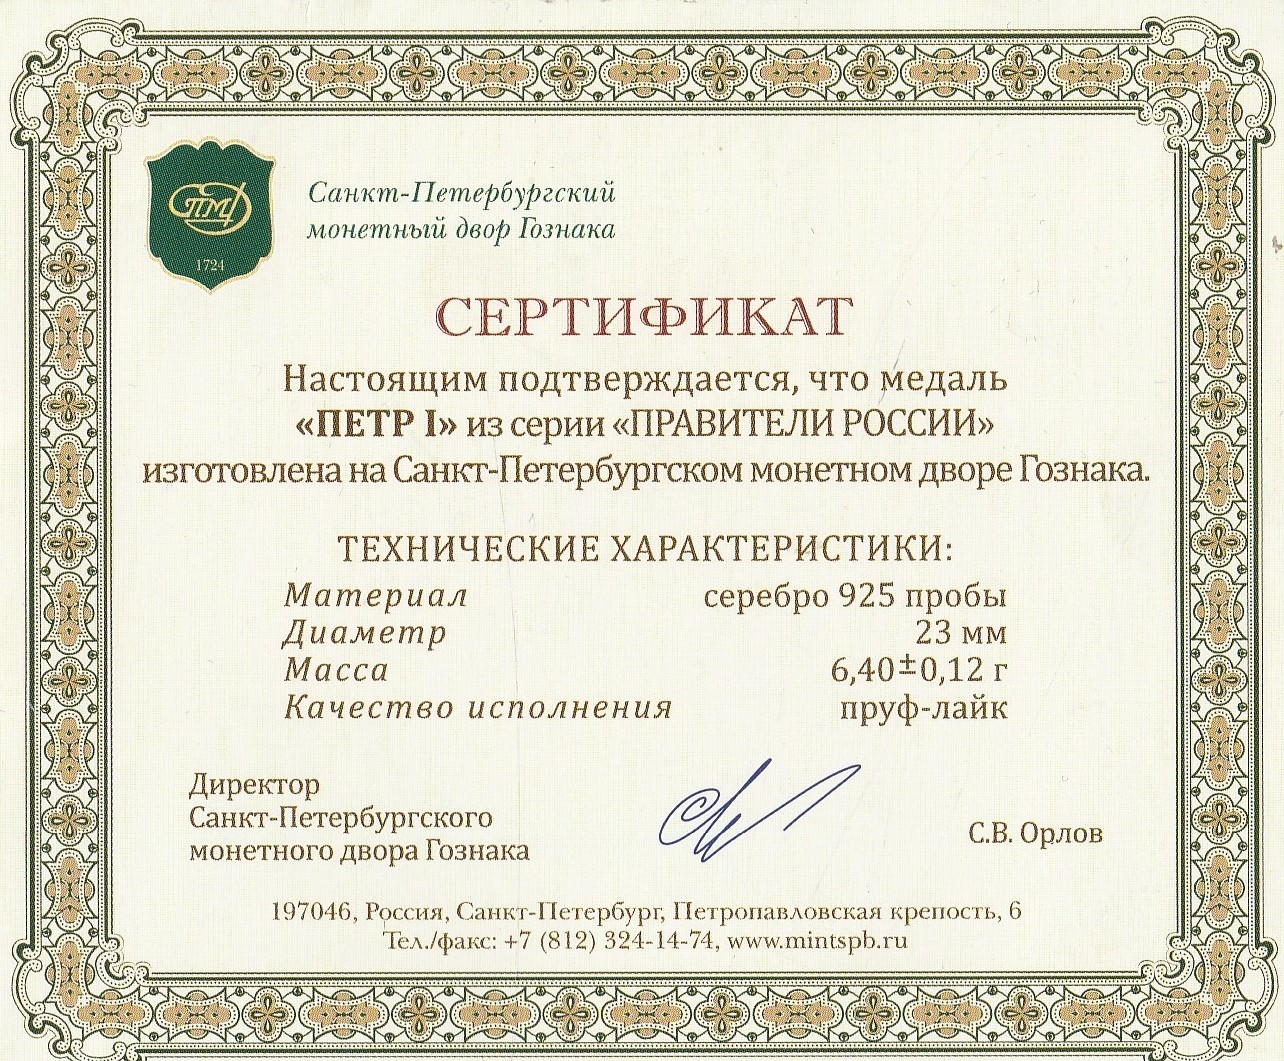 СПМД
1724
Санкт-Петербургский
монетный двор Гознака
СЕРТИФИКАТ
Настоящим подтверждается, что медаль
«ПЕТР I» из серии «ПРАВИТЕЛИ РОССИИ»
изготовлена на Санкт-Петербургском монетном дворе Гознака.
ТЕХНИЧЕСКИЕ ХАРАКТЕРИСТИКИ:
Материал серебро 925 пробы
Диаметр 23 мм
Масса 6,40±0,12 г
Качество исполнения пруф-лайк
Директор
Санкт-Петербургского
монетного двора Гознака
С.В. Орлов
197046, Россия, Санкт-Петербург, Петропавловская крепость, 6
Тел./факс: +7 (812) 324-14-74, www.mintspb.ru